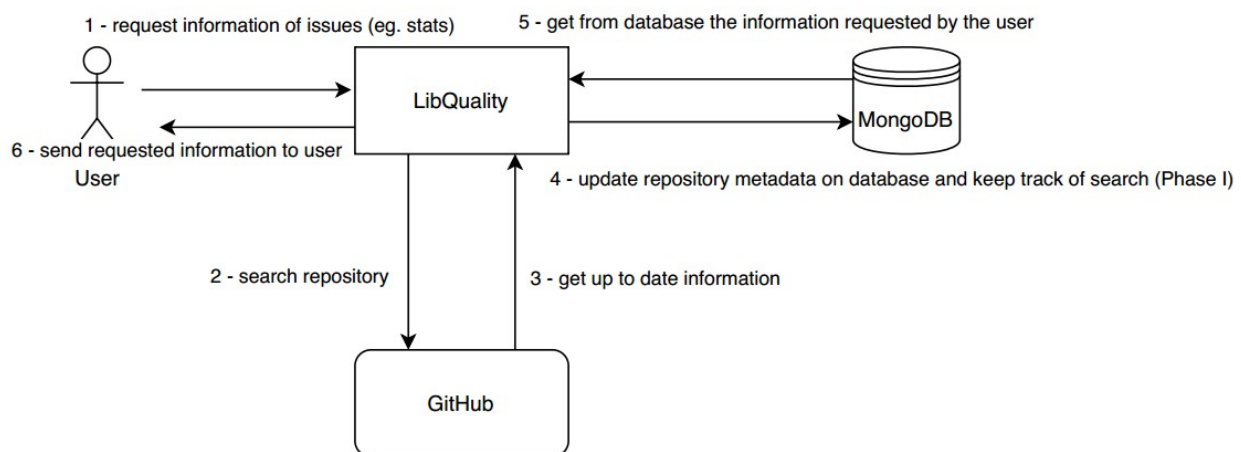 1 - request information of issues (eg. stats)
5 - get from database the information requested by the user
LibQuality
MongoDB
6 - send requested information to user
User
4 - update repository metadata on database and keep track of search (Phase I)
2 - search repository
3 - get up to date information
GitHub